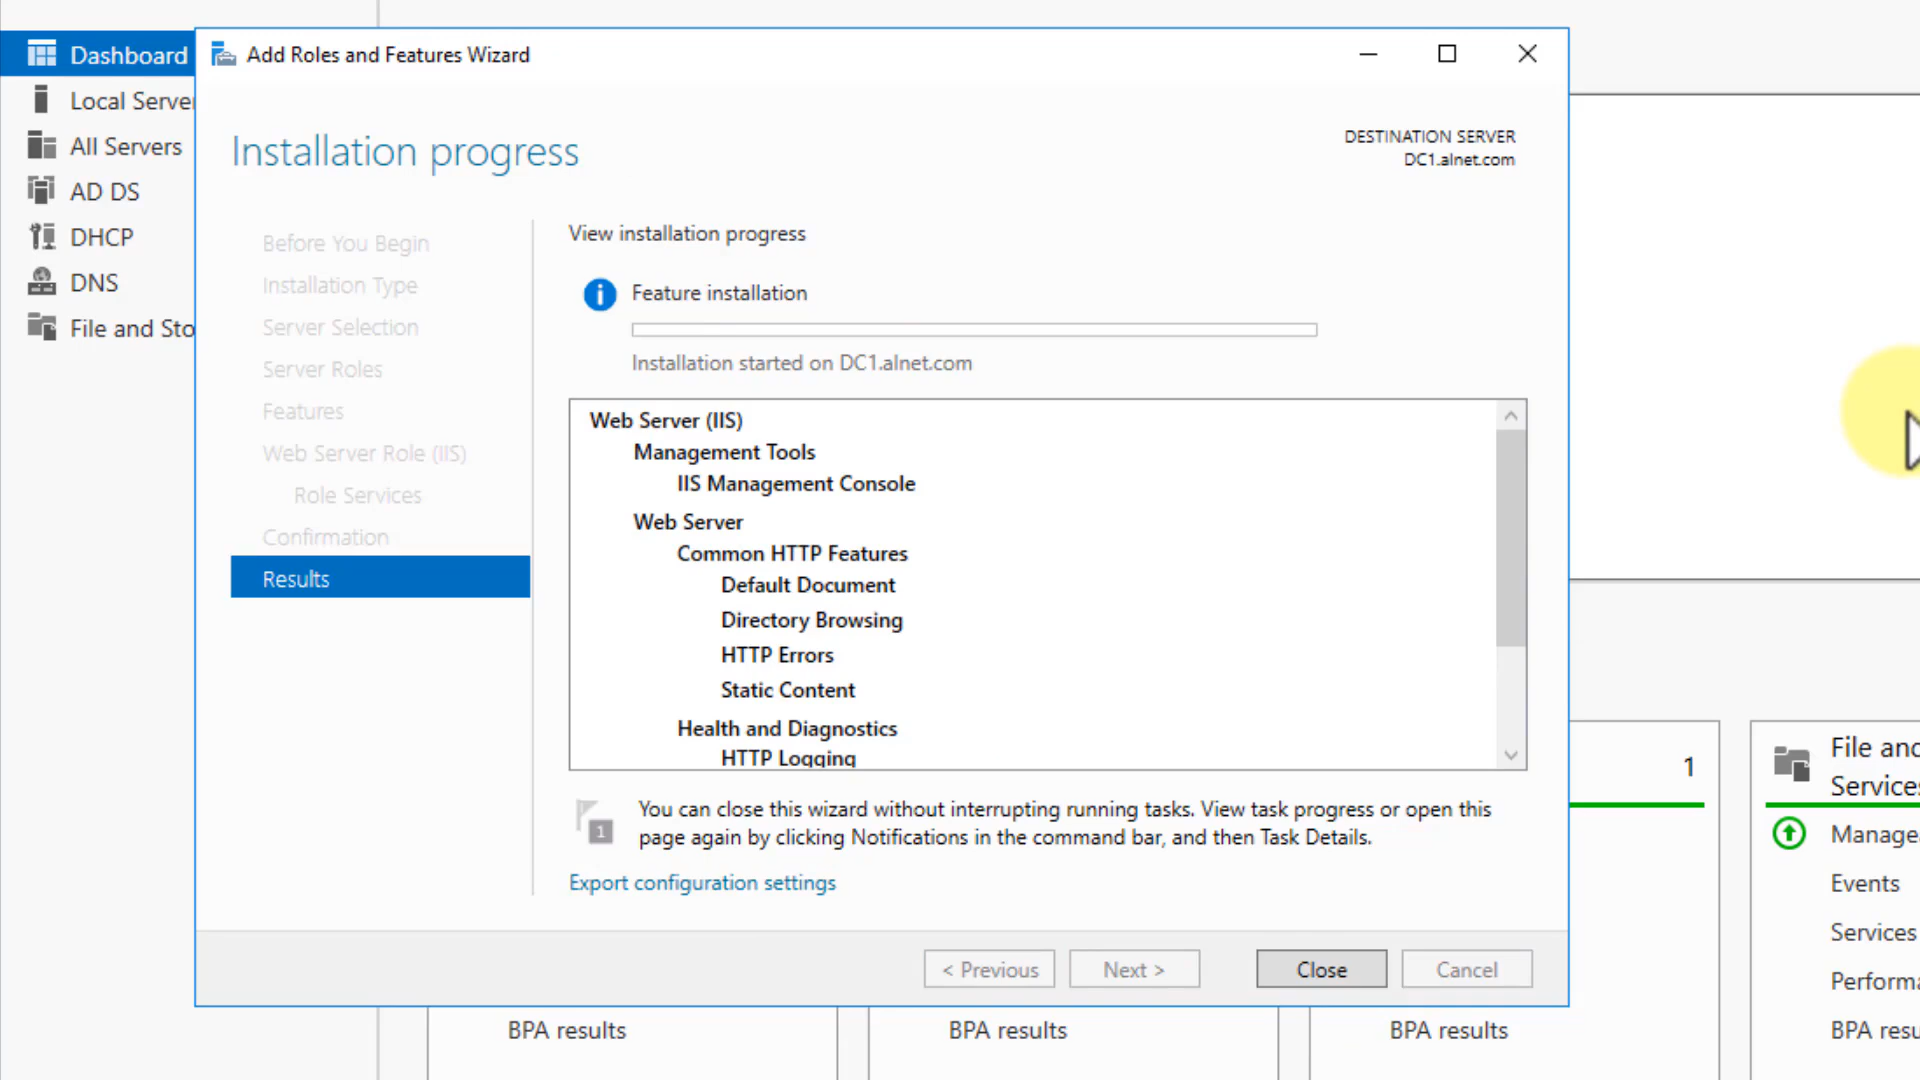 Dashboard
Local Server
All Servers
AD DS
DHCP
DNS
File and Sto
Add Roles and Features Wizard
Installation progress
DESTINATION SERVER
DC1.alnet.com
Before You Begin
Installation Type
Server Selection
Server Roles
Features
Web Server Role (IIS)
Role Services
Confirmation
Results
View installation progress
Feature installation
Installation started on DC1.alnet.com
Web Server (IIS)
Management Tools
IIS Management Console
Web Server
Common HTTP Features
Default Document
Directory Browsing
HTTP Errors
Static Content
Health and Diagnostics
HTTP Logging
1
You can close this wizard without interrupting running tasks. View task progress or open this
page again by clicking Notifications in the command bar, and then Task Details.
Export configuration settings
< Previous
Next >
Close
Cancel
1
File and
Services
Managea
Events
Services
Performa
BPA results
BPA results
BPA results
BPA resu